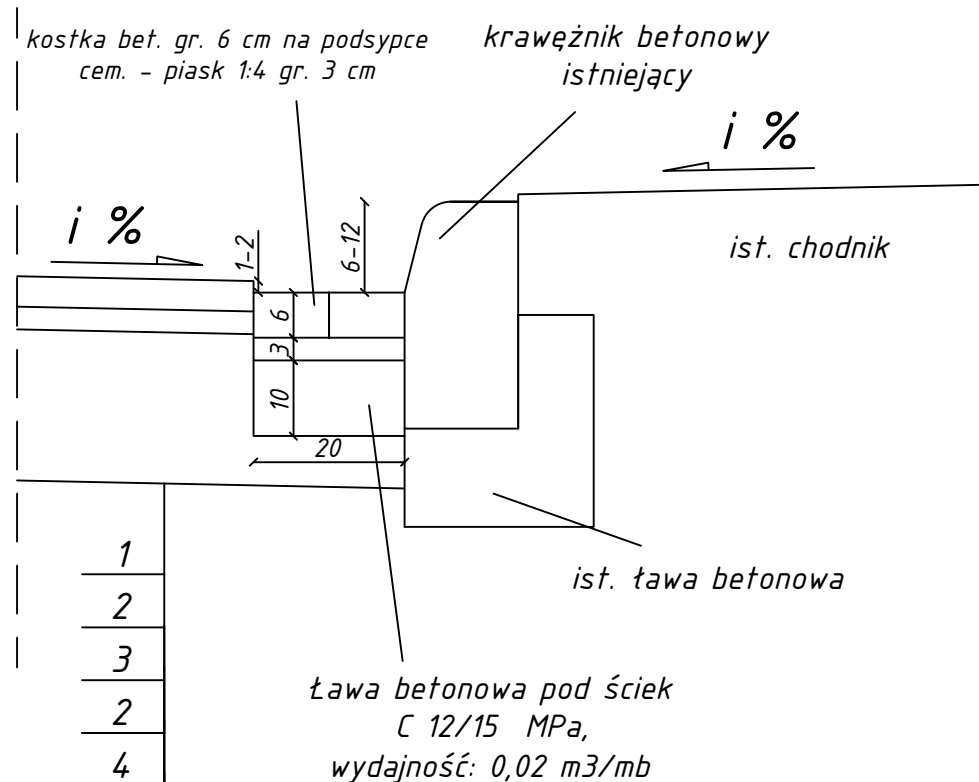 kostka bet. gr. 6 cm na podsypce
cem. - piask 1:4 gr. 3 cm
krawężnik betonowy
istniejący
i %
i %
ist. chodnik
1-2
6-12
6
3
10
20
ist. ława betonowa
1
2
3
2
4
Ława betonowa pod ściek
C 12/15 MPa,
wydajność: 0,02 m3/mb